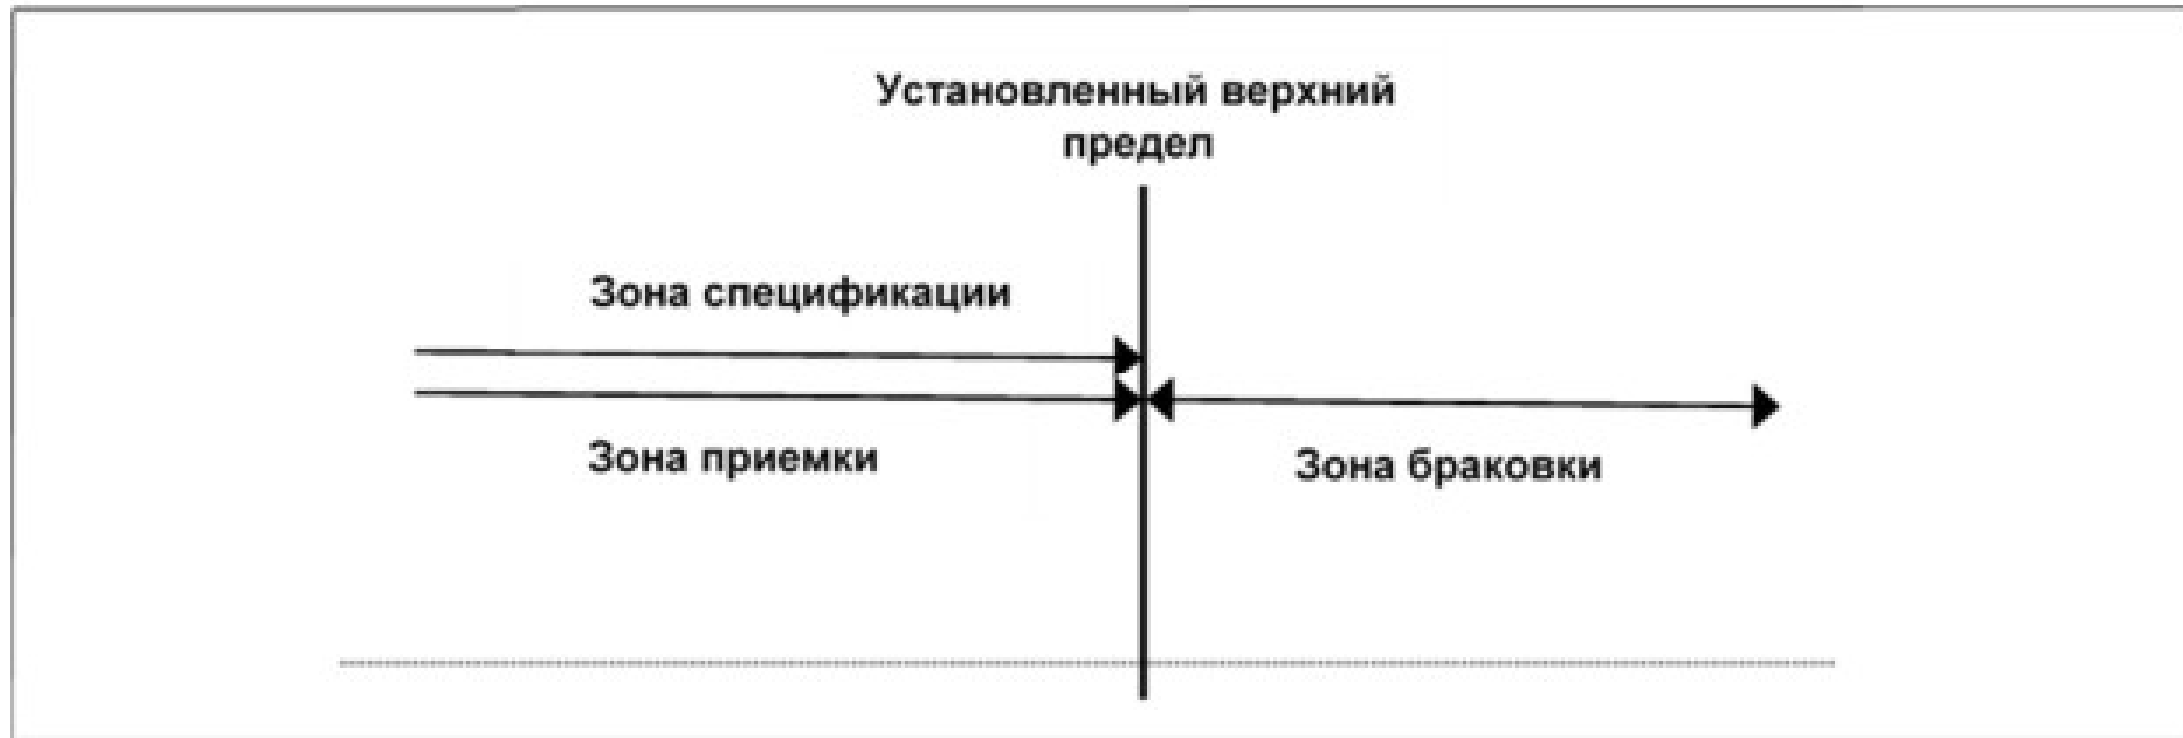 Установленный верхний
предел
Зона спецификации
Зона приемки
Зона браковки